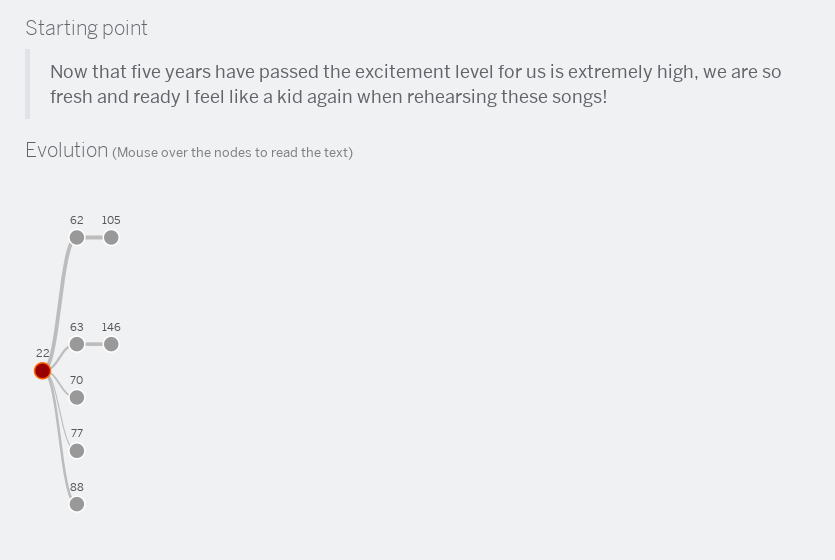 Starting point
Now that five years have passed the excitement level for us is extremely high, we are so
fresh and ready I feel like a kid again when rehearsing these songs!
Evolution (Mouse over the nodes to read the text)
62 105
63 146
22
70
77
88